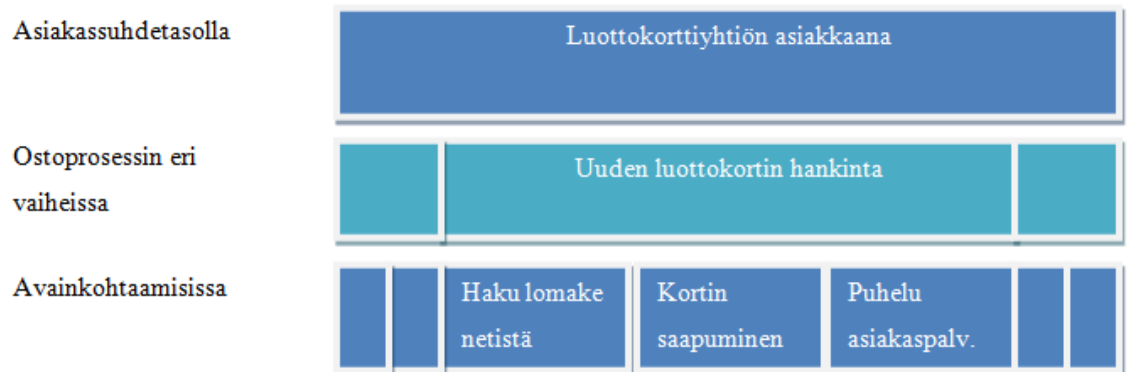 Asiakassuhdetasolla
Luottokorttiyhtiön asiakkaana
Ostoprosessin eri
vaiheissa
Uuden luottokortin hankinta
Avainkohtaamisissa
Haku lomake
netistä
Kortin
saapuminen
Puhelu
asiakaspalv.